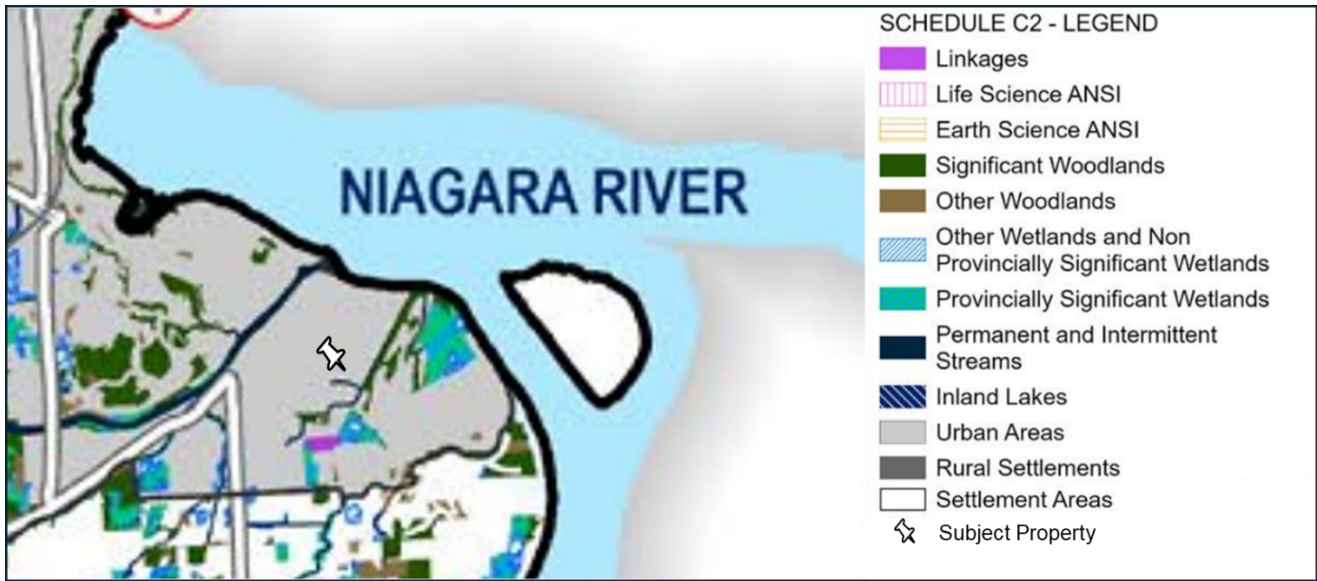 SCHEDULE C2 - LEGEND
Linkages
Life Science ANSI
Earth Science ANSI
Significant Woodlands
Other Woodlands
Other Wetlands and Non
Provincially Significant Wetlands
Provincially Significant Wetlands
Permanent and Intermittent
Streams
Inland Lakes
Urban Areas
Rural Settlements
Settlement Areas
Subject Property
NIAGARA RIVER